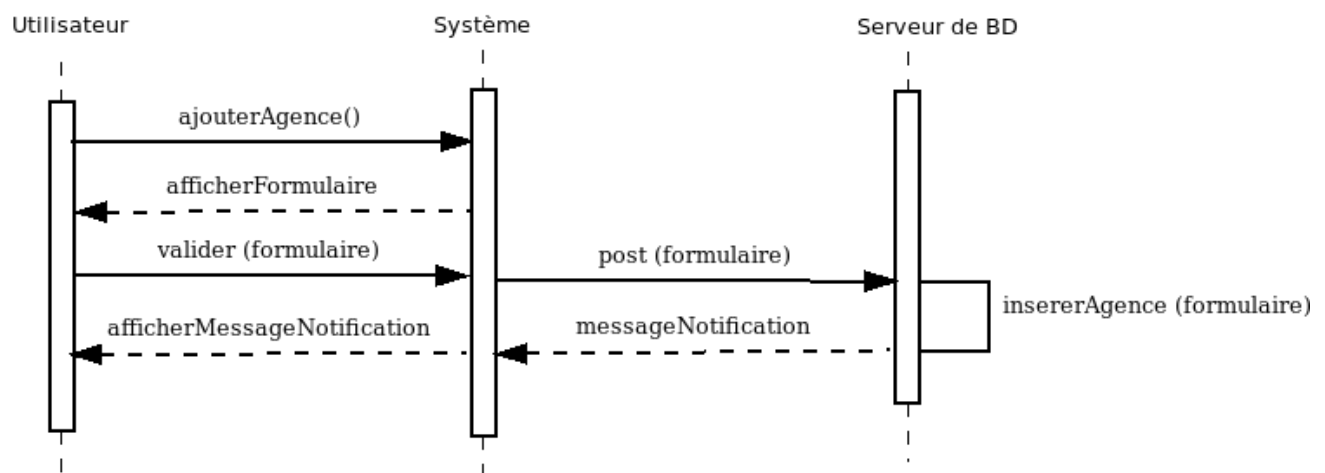 Utilisateur
Système
Serveur de BD
ajouterAgence()
afficherFormulaire
valider (formulaire)
post (formulaire)
insererAgence (formulaire)
afficherMessageNotification
messageNotification